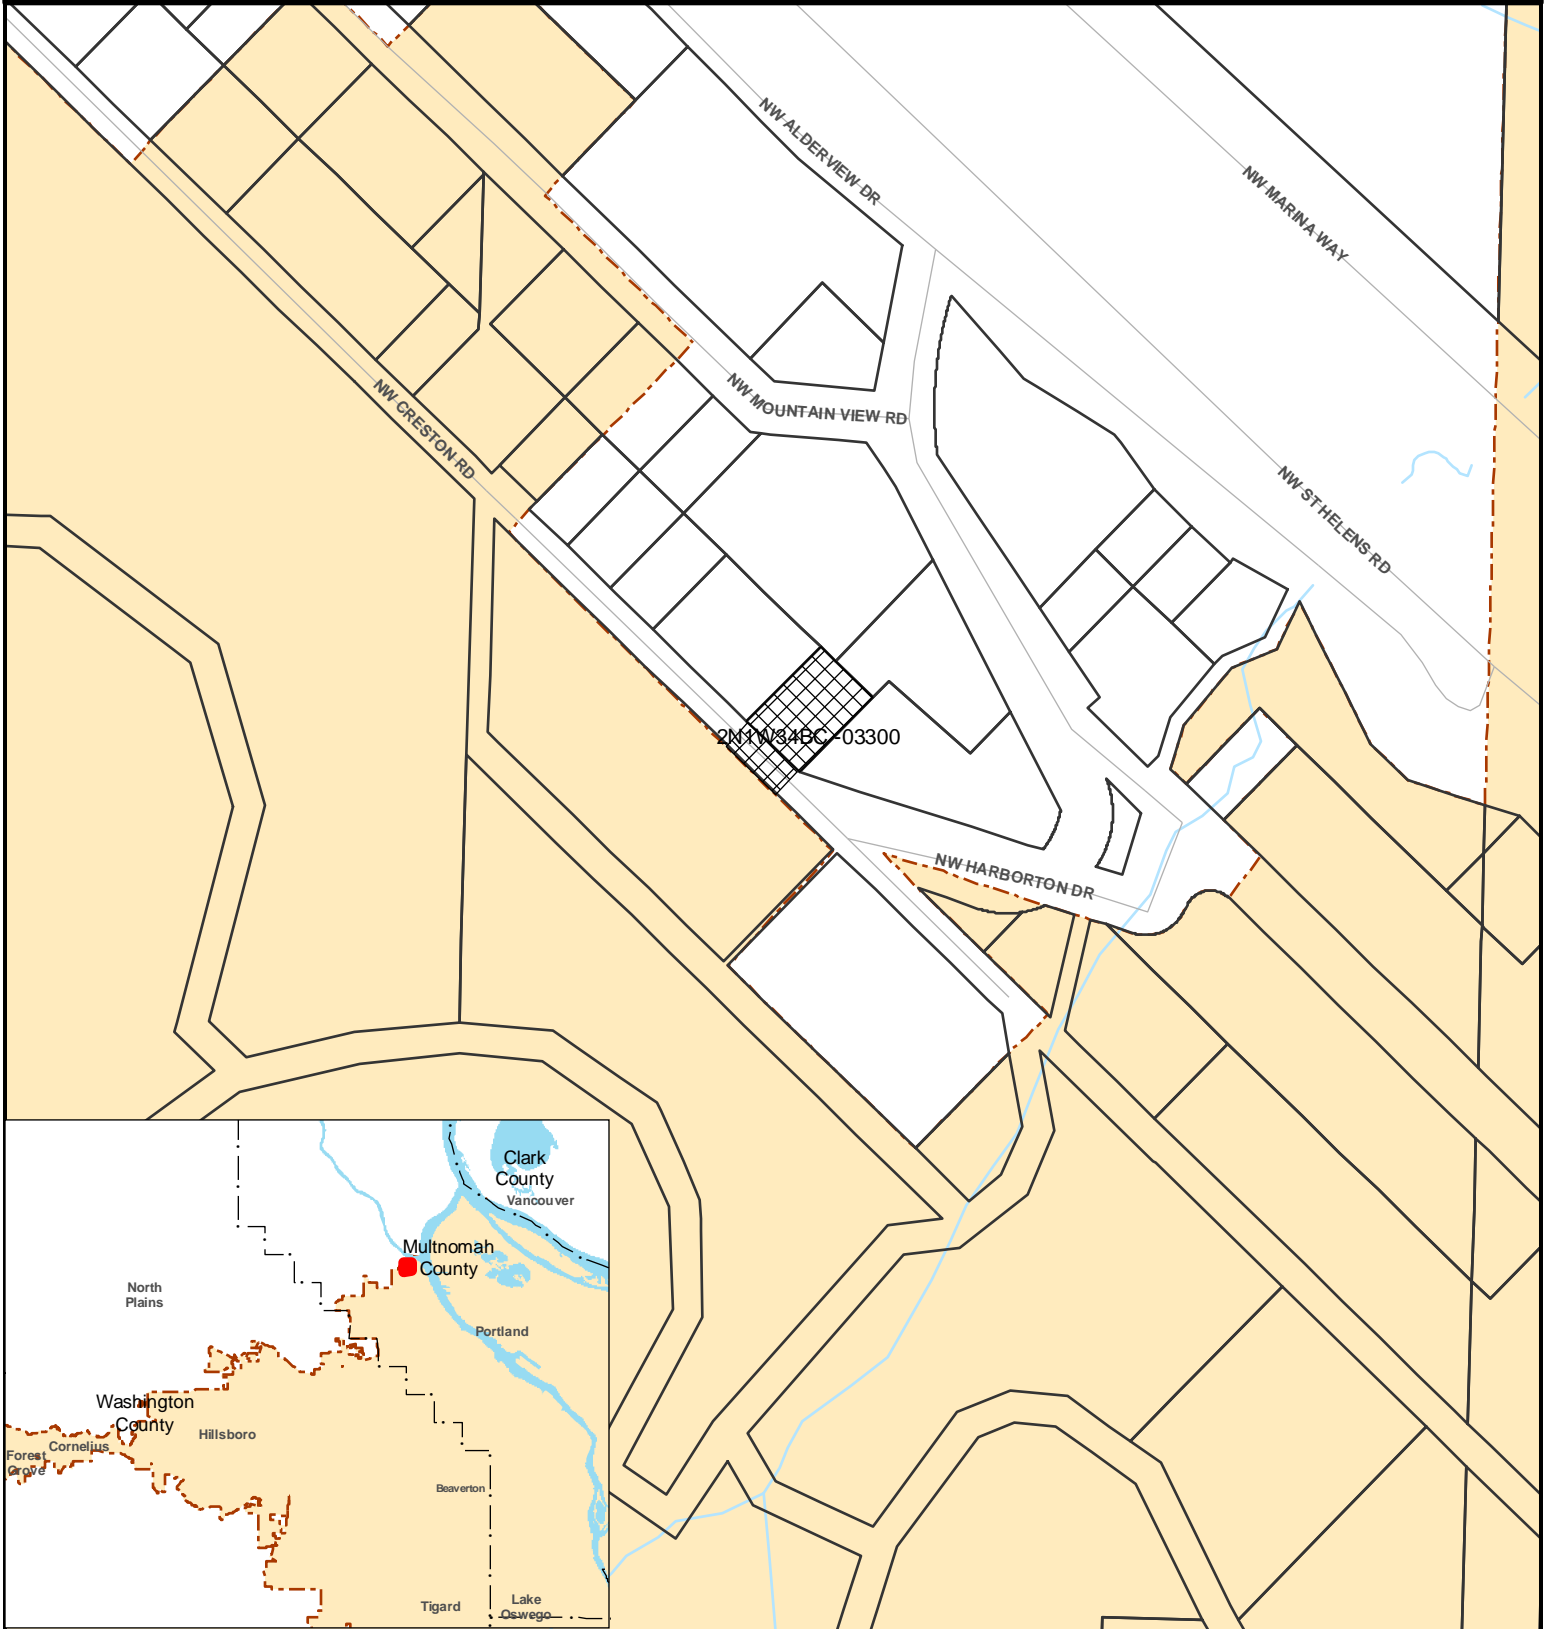 NW ALDERVIEW DR
NW MARINA WAY
NW CRESTON RD
NW MOUNTAIN VIEW RD
NW ST HELENS RD
2N1W34BC -03300
NW HARBORTON DR
Clark
County
Vancouver
Multnomah
County
North
Plains
Portland
Washington
County
Hillsboro
Cornelius
Forest
Grove
Beaverton
Tigard
Lake
Oswego